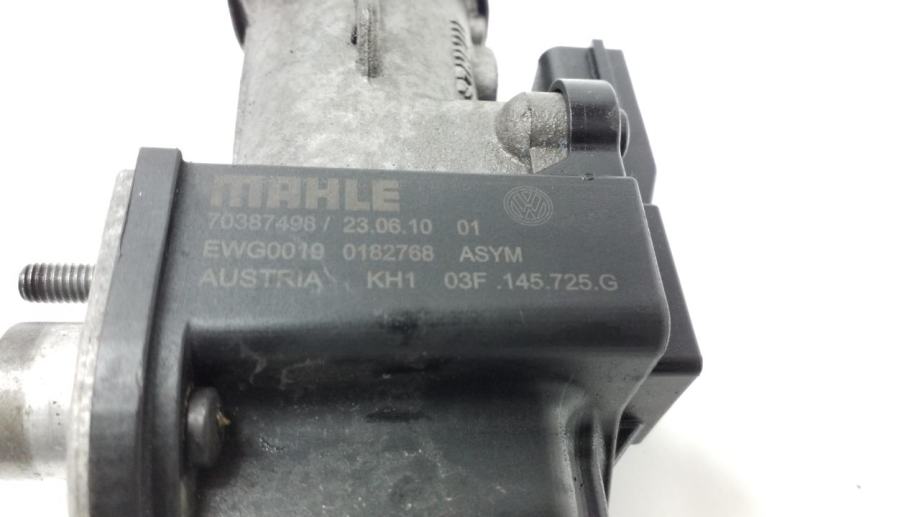 MAHLE
70387498/ 23.06.10 01
EWG0019 0182768 ASYM
AUSTRIA KH1 03F .145.725.G